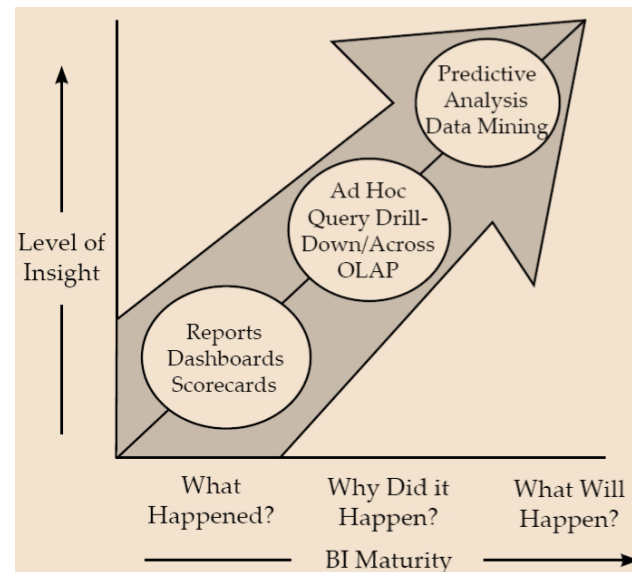 Predictive
Analysis
Data Mining
Ad Hoc
Query Drill-
Down/Across
OLAP
Level of
Insight
Reports
Dashboards
Scorecards
What
Happened?
Why Did it
Happen?
What Will
Happen?
BI Maturity